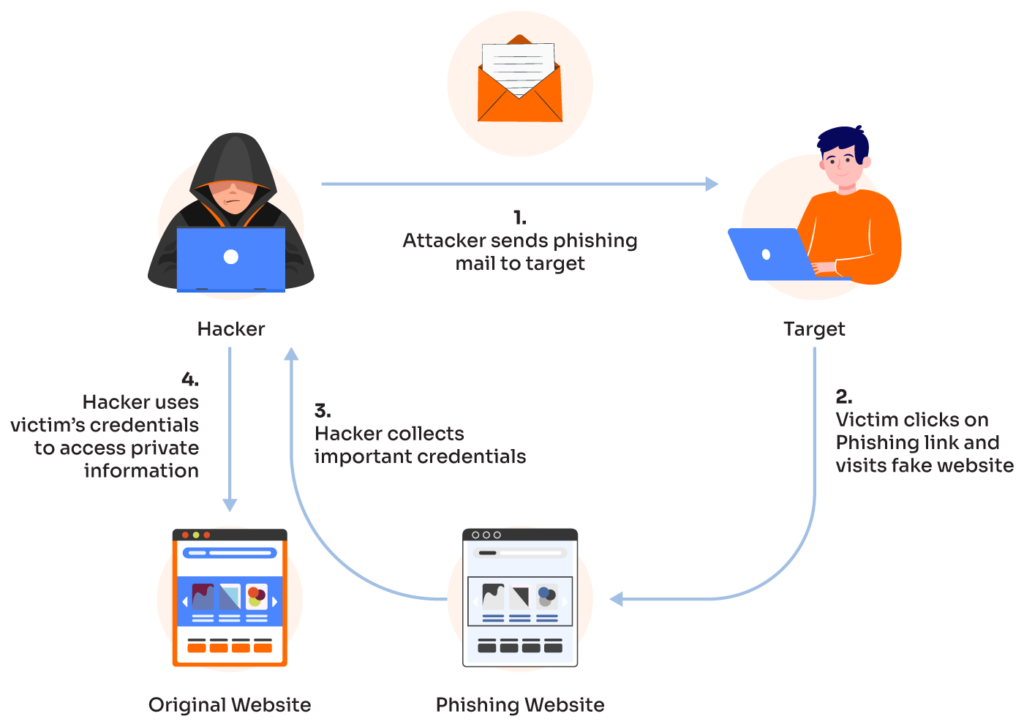 1.
Attacker sends phishing
mail to target
Hacker
Target
2.
Victim clicks on
Phishing link and
visits fake website
3.
Hacker collects
important credentials
4.
Hacker uses
victim’s credentials
to access private
information
Original Website
Phishing Website